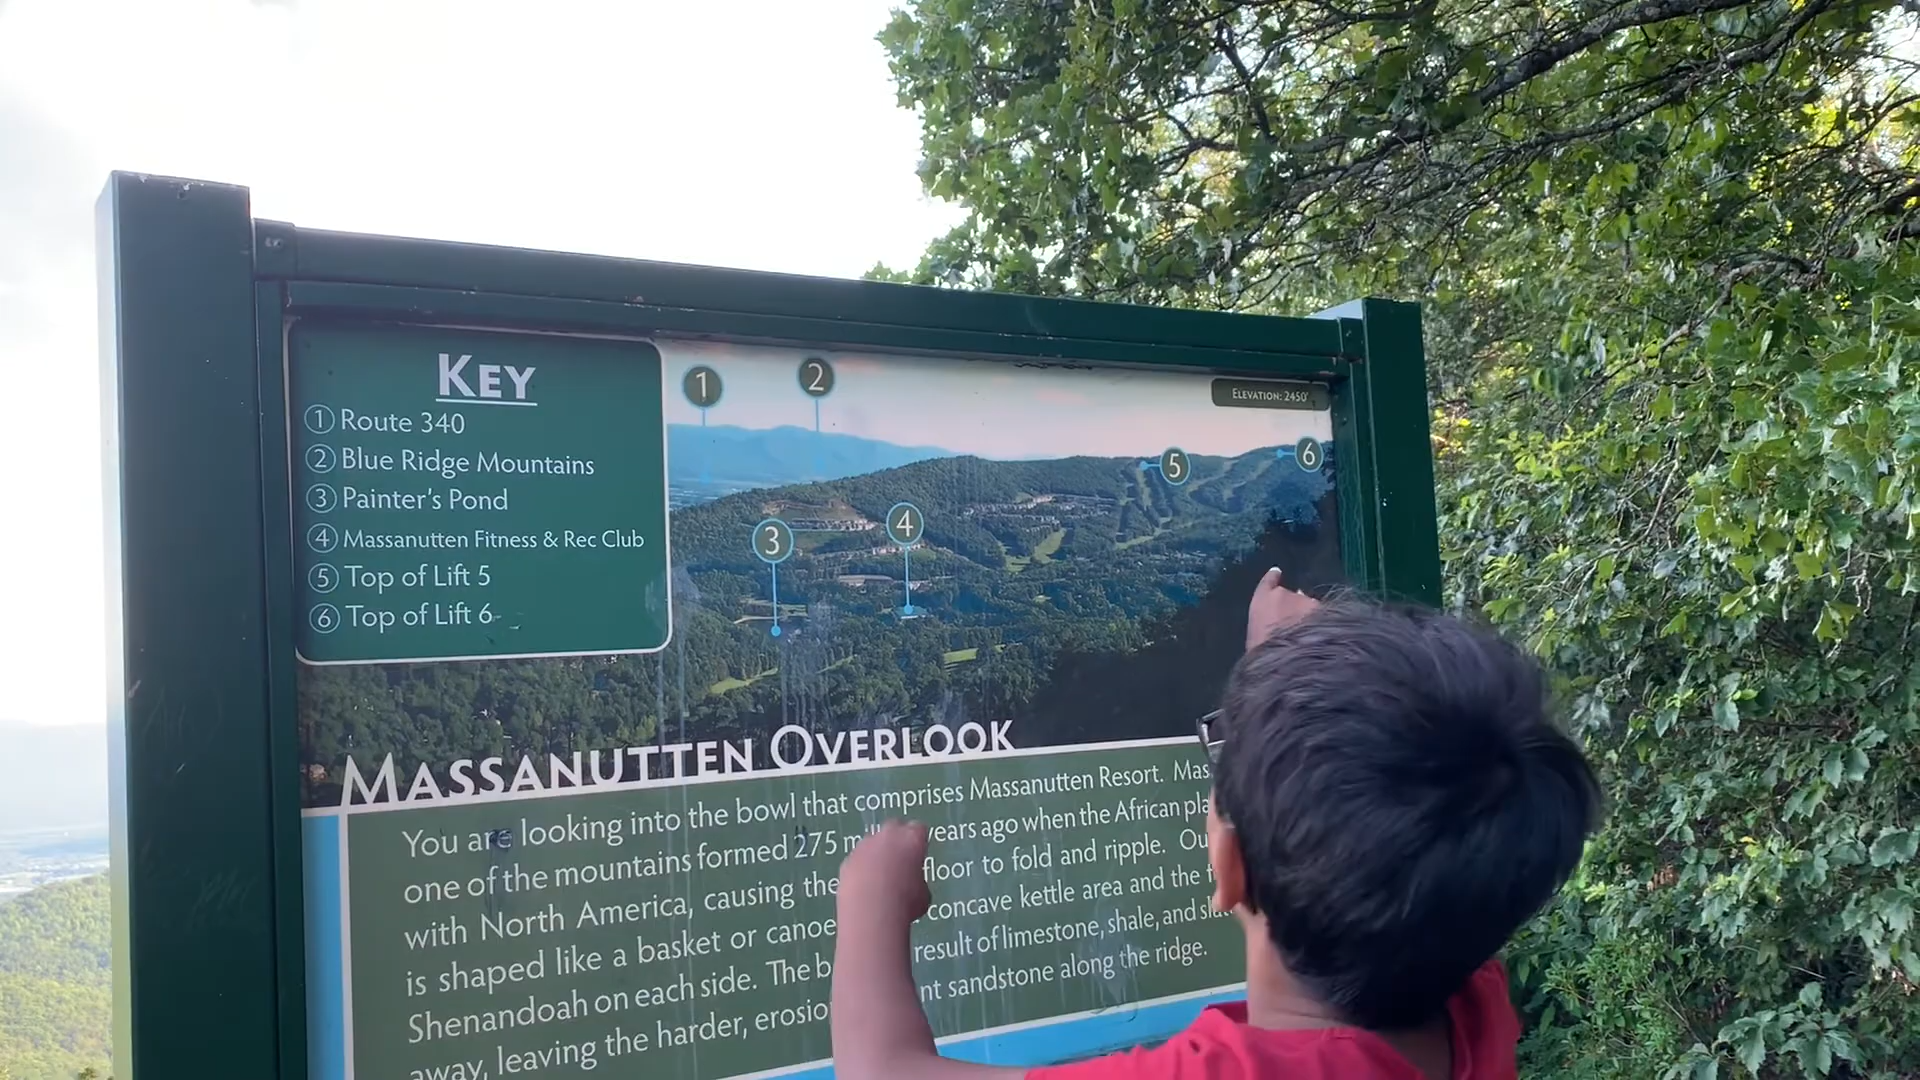 KEY
1 Route 340
2 Blue Ridge Mountains
3 Painter's Pond
4 Massanutten Fitness & Rec Club
5 Top of Lift 5
6 Top of Lift 6
1
2
ELEVATION: 2450'
3
4
5
6
MASSANUTTEN OVERLOOK
You are looking into the bowl that comprises Massanutten Resort. Mas
one of the mountains formed 275 mil years ago when the African pla
with North America, causing the floor to fold and ripple. Ou
is shaped like a basket or canoe concave kettle area and the f
Shenandoah on each side. The b result of limestone, shale, and sla
away, leaving the harder, erosio nt sandstone along the ridge.